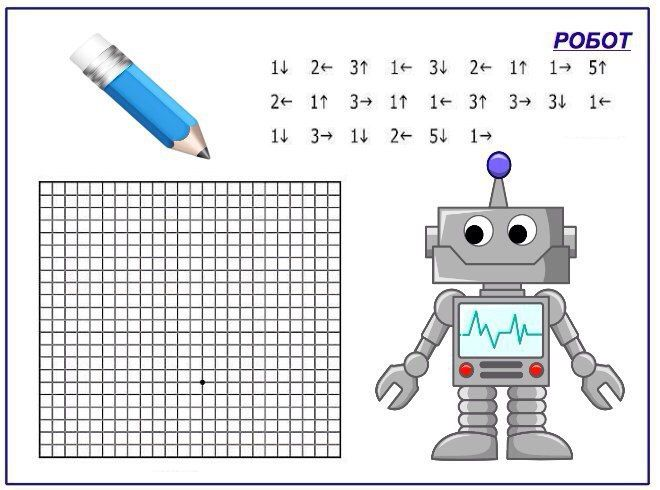 РОБОТ
1↓ 2← 3↑ 1← 3↓ 2← 1↑ 1→ 5↑
2← 1↑ 3→ 1↑ 1← 3↑ 3→ 3↓ 1←
1↓ 3→ 1↓ 2← 5↓ 1→